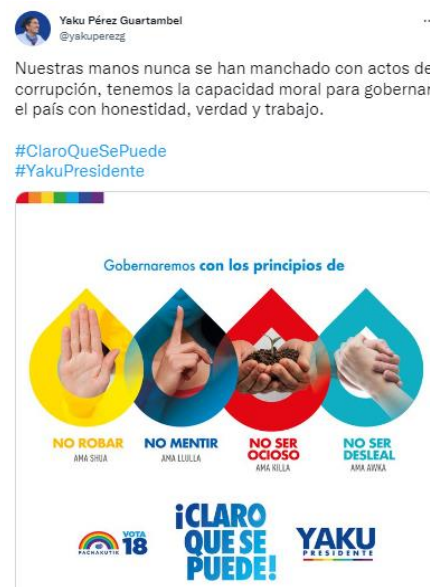 Yaku Pérez Guartambel
@yakuperezg
Nuestras manos nunca se han manchado con actos de
corrupción, tenemos la capacidad moral para gobernar
el país con honestidad, verdad y trabajo.
#ClaroQueSePuede
#YakuPresidente
Gobernaremos con los principios de
NO ROBAR
AMA SHUA
NO MENTIR
AMA LLULLA
NO SER
OCIOSO
AMA KILLA
NO SER
DESLEAL
AMA AWKA
PACHAKUTIK
VOTA
18
¡CLARO
QUE SE
PUEDE!
YAKU
PRESIDENTE